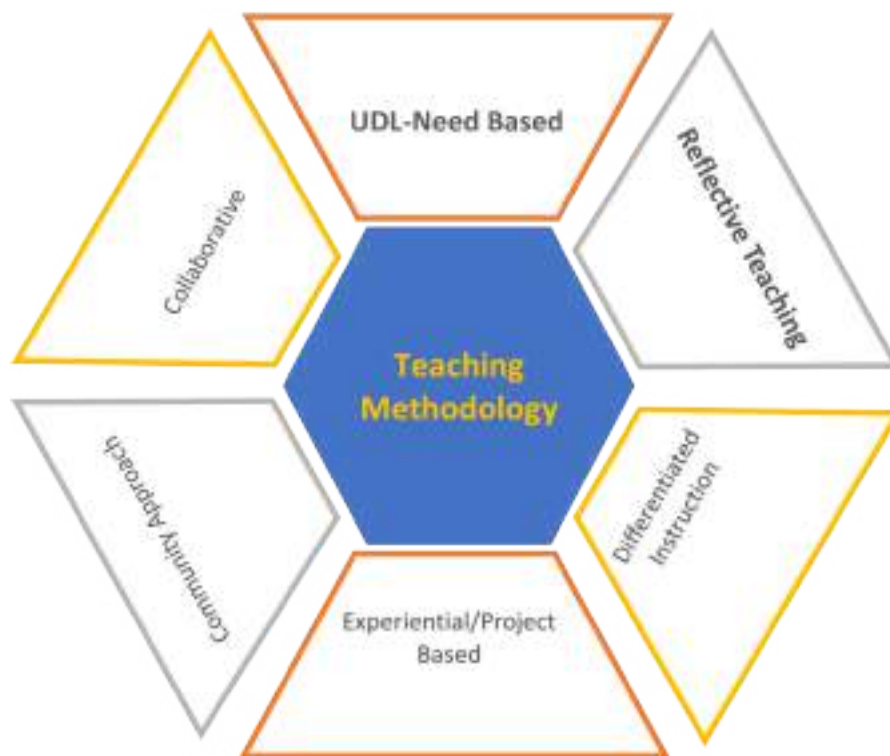 UDL-Need Based
Reflective Teaching
Differentiated
Instruction
Experiential/Project
Based
Community Approach
Collaborative
Teaching
Methodology